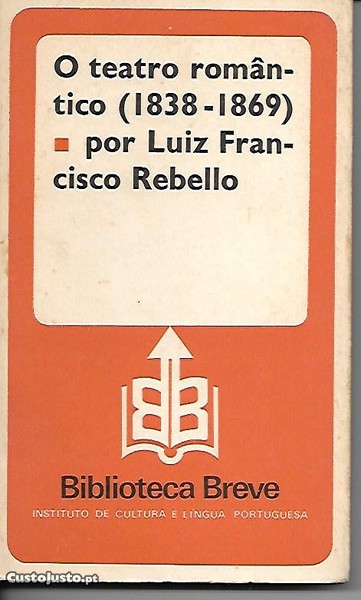 O teatro român-
tico (1838-1869)
▪ por Luiz Fran-
cisco Rebello
Biblioteca Breve
INSTITUTO DE CULTURA E LÍNGUA PORTUGUESA
CustoJusto.pt